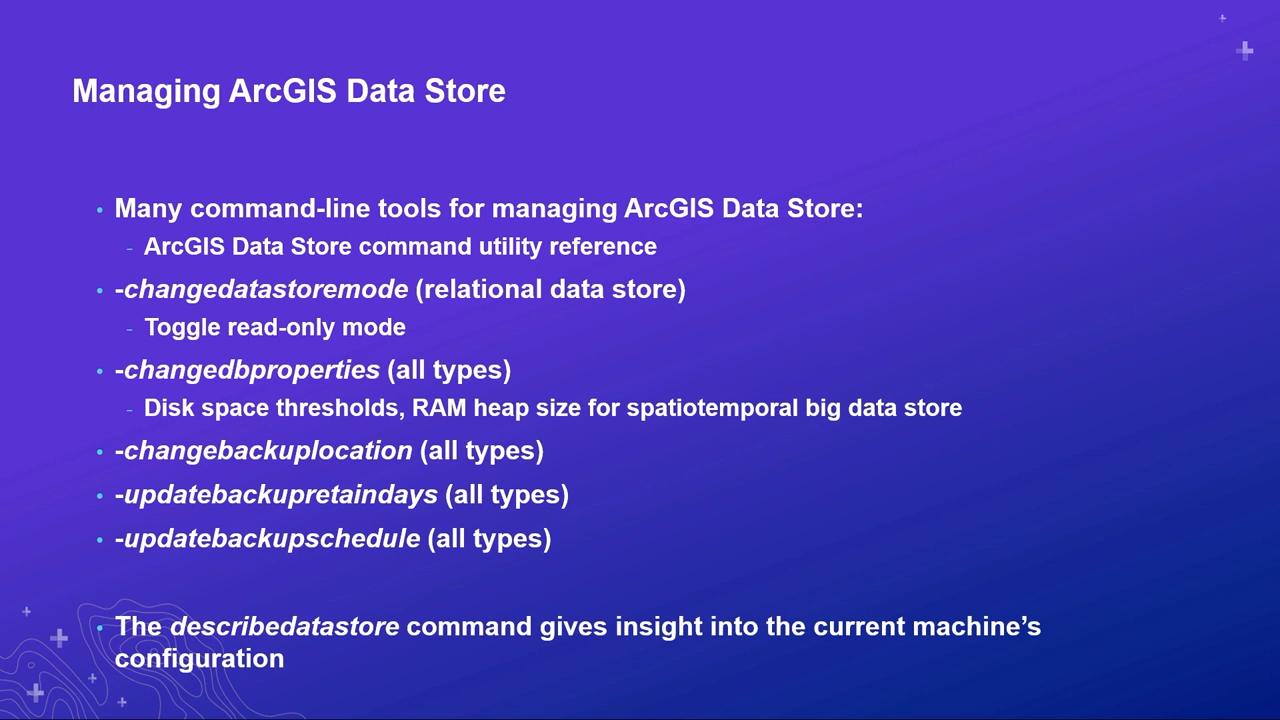 Managing ArcGIS Data Store
• Many command-line tools for managing ArcGIS Data Store:
- ArcGIS Data Store command utility reference
• -changedatastoremode (relational data store)
- Toggle read-only mode
• -changedbproperties (all types)
- Disk space thresholds, RAM heap size for spatiotemporal big data store
• -changebackuplocation (all types)
• -updatebackupretaindays (all types)
• -updatebackupschedule (all types)
• The describedatastore command gives insight into the current machine’s
configuration